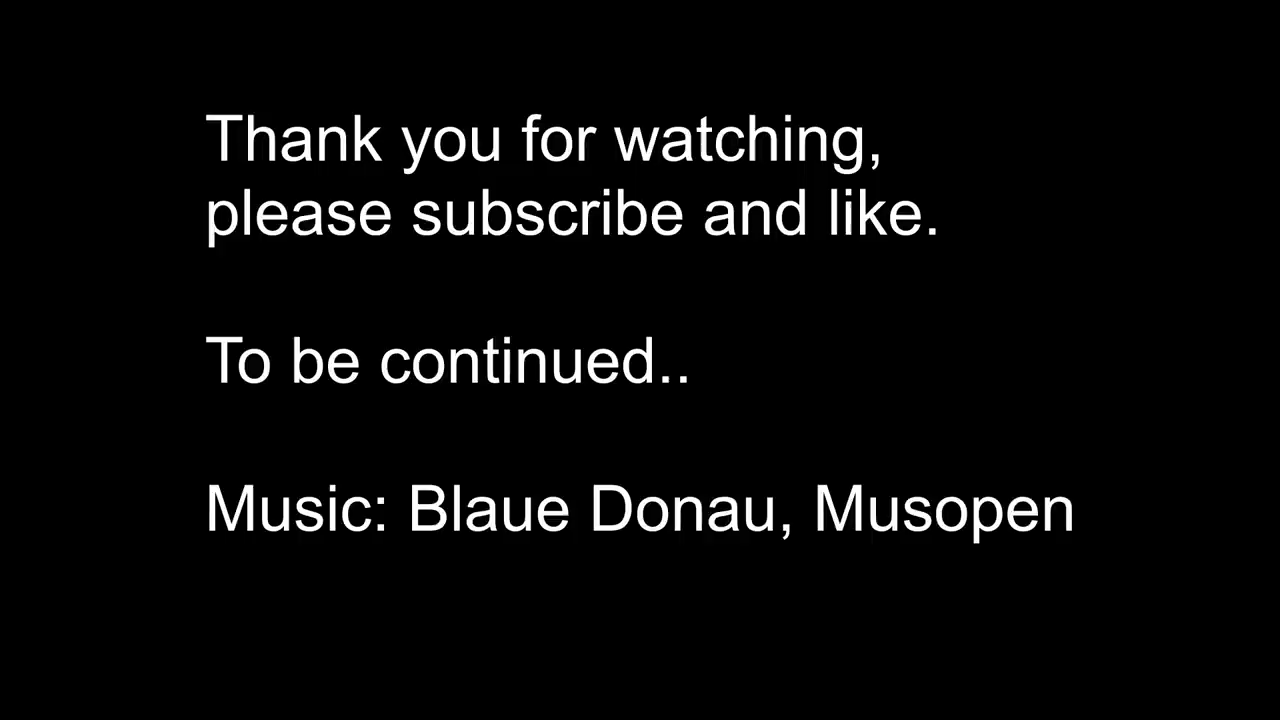 Thank you for watching,
please subscribe and like.
To be continued..
Music: Blaue Donau, Musopen